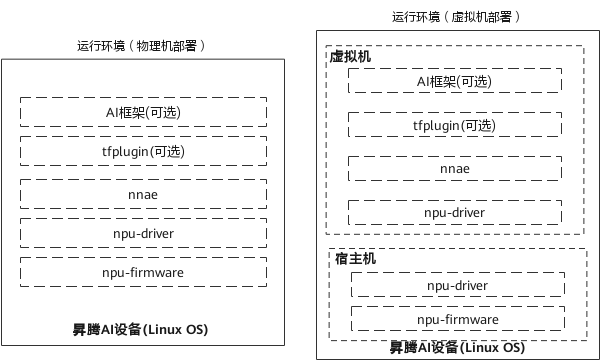 运行环境（物理机部署）
AI框架(可选)
tfplugin(可选)
nnae
npu-driver
npu-firmware
昇腾AI设备(Linux OS)
运行环境（虚拟机部署）
虚拟机
AI框架(可选)
tfplugin(可选)
nnae
npu-driver
宿主机
npu-driver
npu-firmware
昇腾AI设备(Linux OS)